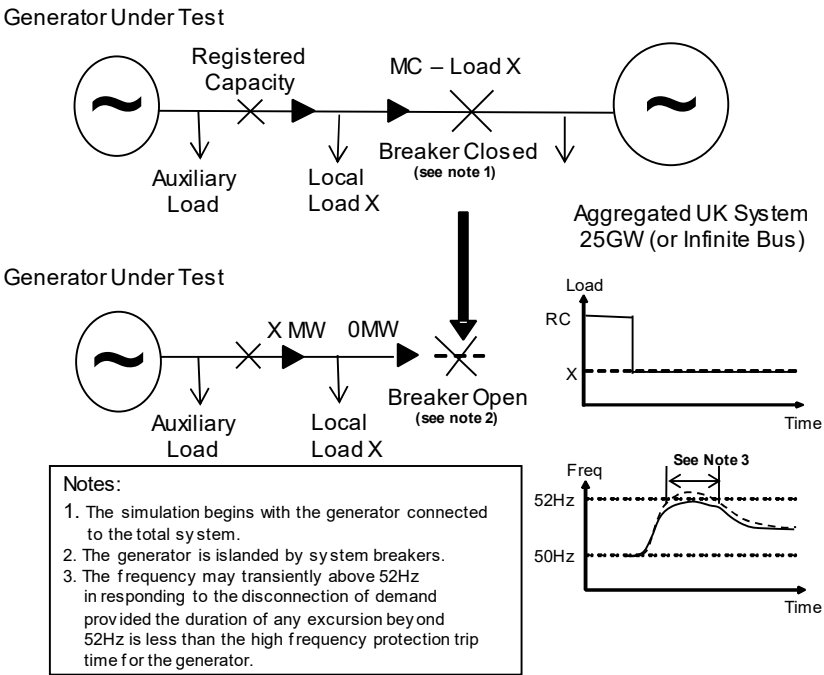 Generator Under Test
Registered
Capacity
MC – Load X
~
~
Auxiliary
Load
Local
Load X
Breaker Closed
(see note 1)
Aggregated UK System
25GW (or Infinite Bus)
Generator Under Test
~
X MW
0MW
Auxiliary
Load
Local
Load X
Breaker Open
(see note 2)
Load
RC
X
Time
Freq
See Note 3
52Hz
50Hz
Time
Notes:
1. The simulation begins with the generator connected
to the total system.
2. The generator is islanded by system breakers.
3. The frequency may transiently above 52Hz
in responding to the disconnection of demand
provided the duration of any excursion beyond
52Hz is less than the high frequency protection trip
time for the generator.